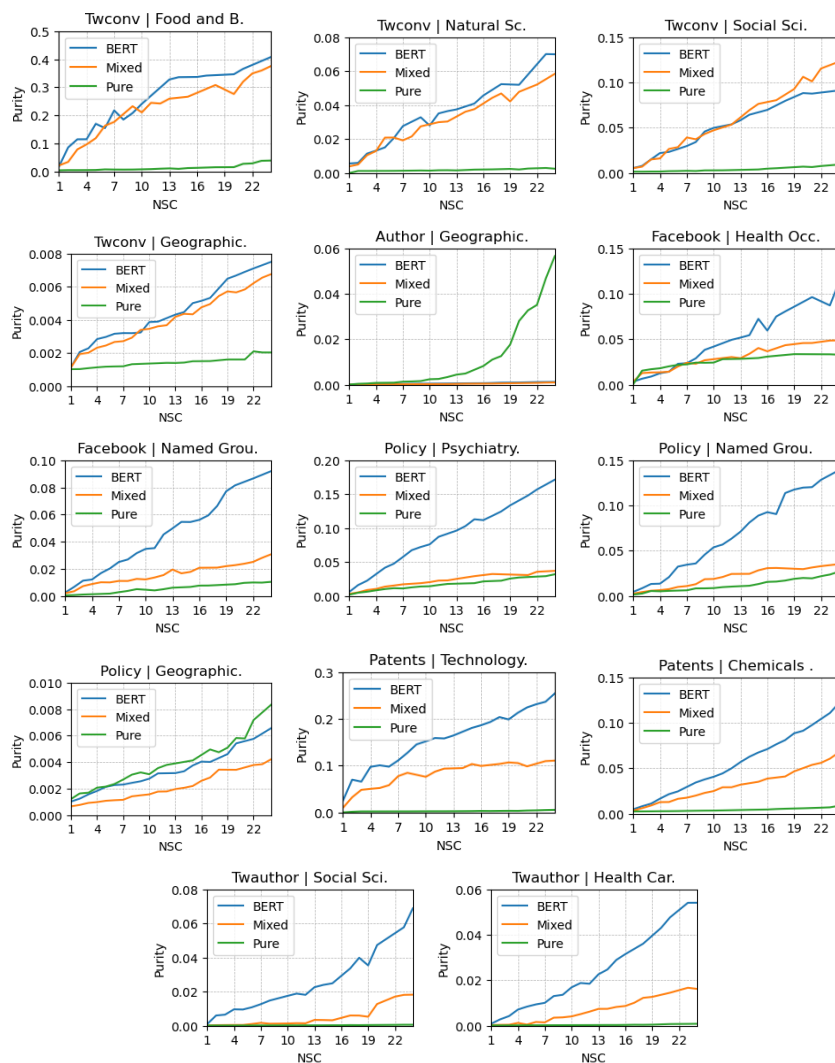 Twconv | Food and B.
Purity
0.5
0.4
0.3
0.2
0.1
0.0
BERT
Mixed
Pure
1 4 7 10 13 16 19 22
NSC
Twconv | Natural Sc.
Purity
0.08
0.06
0.04
0.02
0.00
BERT
Mixed
Pure
1 4 7 10 13 16 19 22
NSC
Twconv | Social Sci.
Purity
0.15
0.10
0.05
0.00
BERT
Mixed
Pure
1 4 7 10 13 16 19 22
NSC
Twconv | Geographic.
Purity
0.008
0.006
0.004
0.002
0.000
BERT
Mixed
Pure
1 4 7 10 13 16 19 22
NSC
Author | Geographic.
Purity
0.06
0.04
0.02
0.00
BERT
Mixed
Pure
1 4 7 10 13 16 19 22
NSC
Facebook | Health Occ.
Purity
0.15
0.10
0.05
0.00
BERT
Mixed
Pure
1 4 7 10 13 16 19 22
NSC
Facebook | Named Grou.
Purity
0.10
0.08
0.06
0.04
0.02
0.00
BERT
Mixed
Pure
1 4 7 10 13 16 19 22
NSC
Policy | Psychiatry.
Purity
0.20
0.15
0.10
0.05
0.00
BERT
Mixed
Pure
1 4 7 10 13 16 19 22
NSC
Policy | Named Grou.
Purity
0.15
0.10
0.05
0.00
BERT
Mixed
Pure
1 4 7 10 13 16 19 22
NSC
Policy | Geographic.
Purity
0.010
0.008
0.006
0.004
0.002
0.000
BERT
Mixed
Pure
1 4 7 10 13 16 19 22
NSC
Patents | Technology.
Purity
0.3
0.2
0.1
0.0
BERT
Mixed
Pure
1 4 7 10 13 16 19 22
NSC
Patents | Chemicals .
Purity
0.15
0.10
0.05
0.00
BERT
Mixed
Pure
1 4 7 10 13 16 19 22
NSC
Twauthor | Social Sci.
Purity
0.08
0.06
0.04
0.02
0.00
BERT
Mixed
Pure
1 4 7 10 13 16 19 22
NSC
Twauthor | Health Car.
Purity
0.06
0.04
0.02
0.00
BERT
Mixed
Pure
1 4 7 10 13 16 19 22
NSC